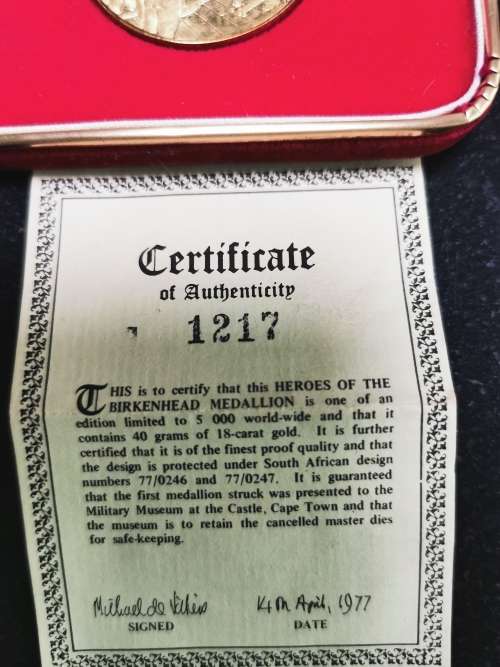 Certificate
of Authenticity
1217
THIS is to certify that this HEROES OF THE
BIRKENHEAD MEDALLION is one of an
edition limited to 5 000 world-wide and that it
contains 40 grams of 18-carat gold. It is further
certified that it is of the finest proof quality and that
the design is protected under South African design
numbers 77/0246 and 77/0247. It is guaranteed
that the first medallion struck was presented to the
Military Museum at the Castle, Cape Town and that
the museum is to retain the cancelled master dies
for safe-keeping.
Michael de Villiers April, 1977
SIGNED DATE